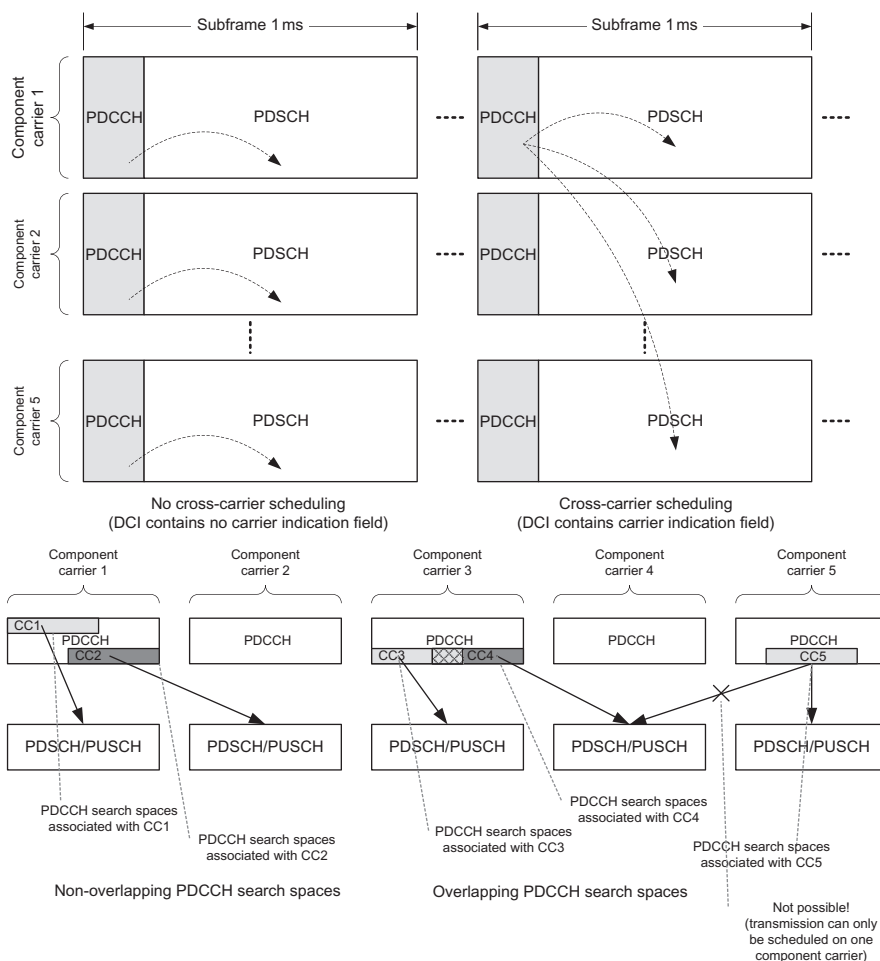 Subframe 1 ms
Subframe 1 ms
Component
carrier 1
PDCCH
PDSCH
PDCCH
PDSCH
Component
carrier 2
PDCCH
PDSCH
PDCCH
PDSCH
Component
carrier 5
PDCCH
PDSCH
PDCCH
PDSCH
No cross-carrier scheduling
(DCI contains no carrier indication field)
Cross-carrier scheduling
(DCI contains carrier indication field)
Component
carrier 1
Component
carrier 2
Component
carrier 3
Component
carrier 4
Component
carrier 5
CC1
PDCCH
CC2
PDCCH
PDCCH
CC3
CC4
PDCCH
PDCCH
CC5
PDSCH/PUSCH
PDSCH/PUSCH
PDSCH/PUSCH
PDSCH/PUSCH
PDSCH/PUSCH
PDCCH search spaces
associated with CC1
PDCCH search spaces
associated with CC2
PDCCH search spaces
associated with CC3
PDCCH search spaces
associated with CC4
PDCCH search spaces
associated with CC5
Non-overlapping PDCCH search spaces
Overlapping PDCCH search spaces
Not possible!
(transmission can only
be scheduled on one
component carrier)